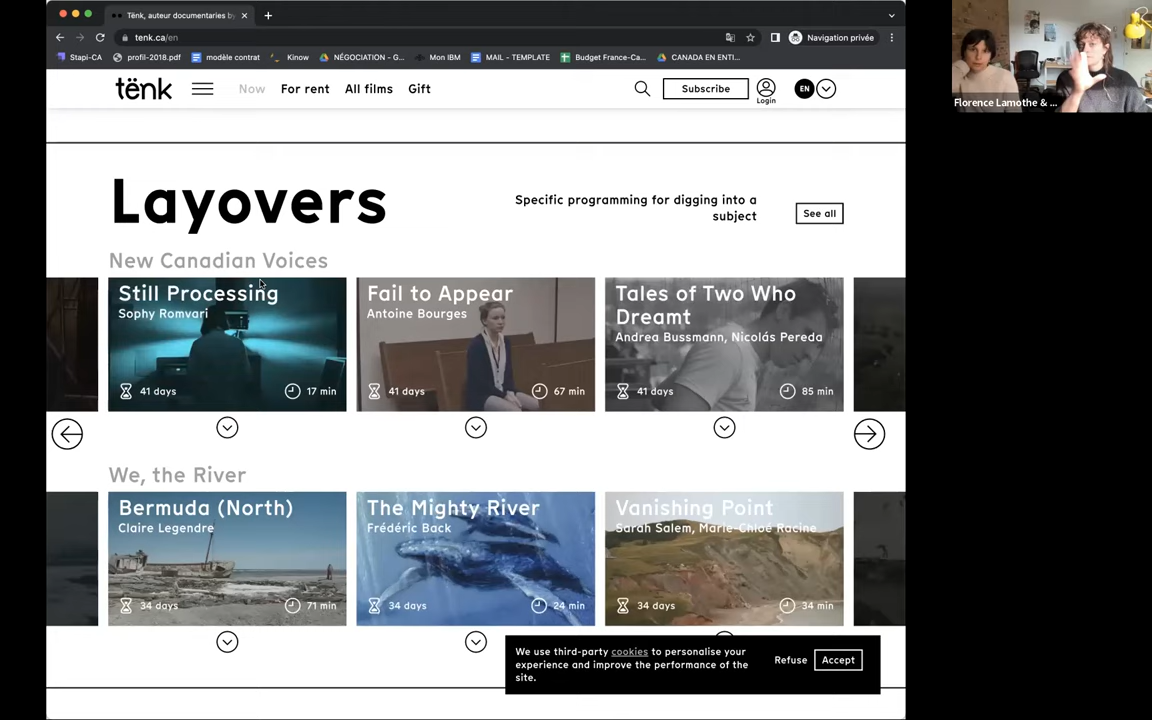 Tënk, auteur documentaries by
tenk.ca/en
Navigation privée
Stapi-CA
profil-2018.pdf
modèle contrat
Kinow
NÉGOCIATION - G...
Mon IBM
MAIL - TEMPLATE
Budget France-Ca...
CANADA EN ENTI...
tënk
Now
For rent
All films
Gift
Subscribe
Login
EN
Florence Lamothe & ...
Layovers
Specific programming for digging into a
subject
See all
New Canadian Voices
Still Processing
Sophy Romvari
41 days
17 min
Fail to Appear
Antoine Bourges
41 days
67 min
Tales of Two Who
Dreamt
Andrea Bussmann, Nicolás Pereda
41 days
85 min
We, the River
Bermuda (North)
Claire Legendre
34 days
71 min
The Mighty River
Frédéric Back
34 days
24 min
Vanishing Point
Sarah Salem, Marie-Chloé Racine
34 days
34 min
We use third-party cookies to personalise your
experience and improve the performance of the
site.
Refuse
Accept